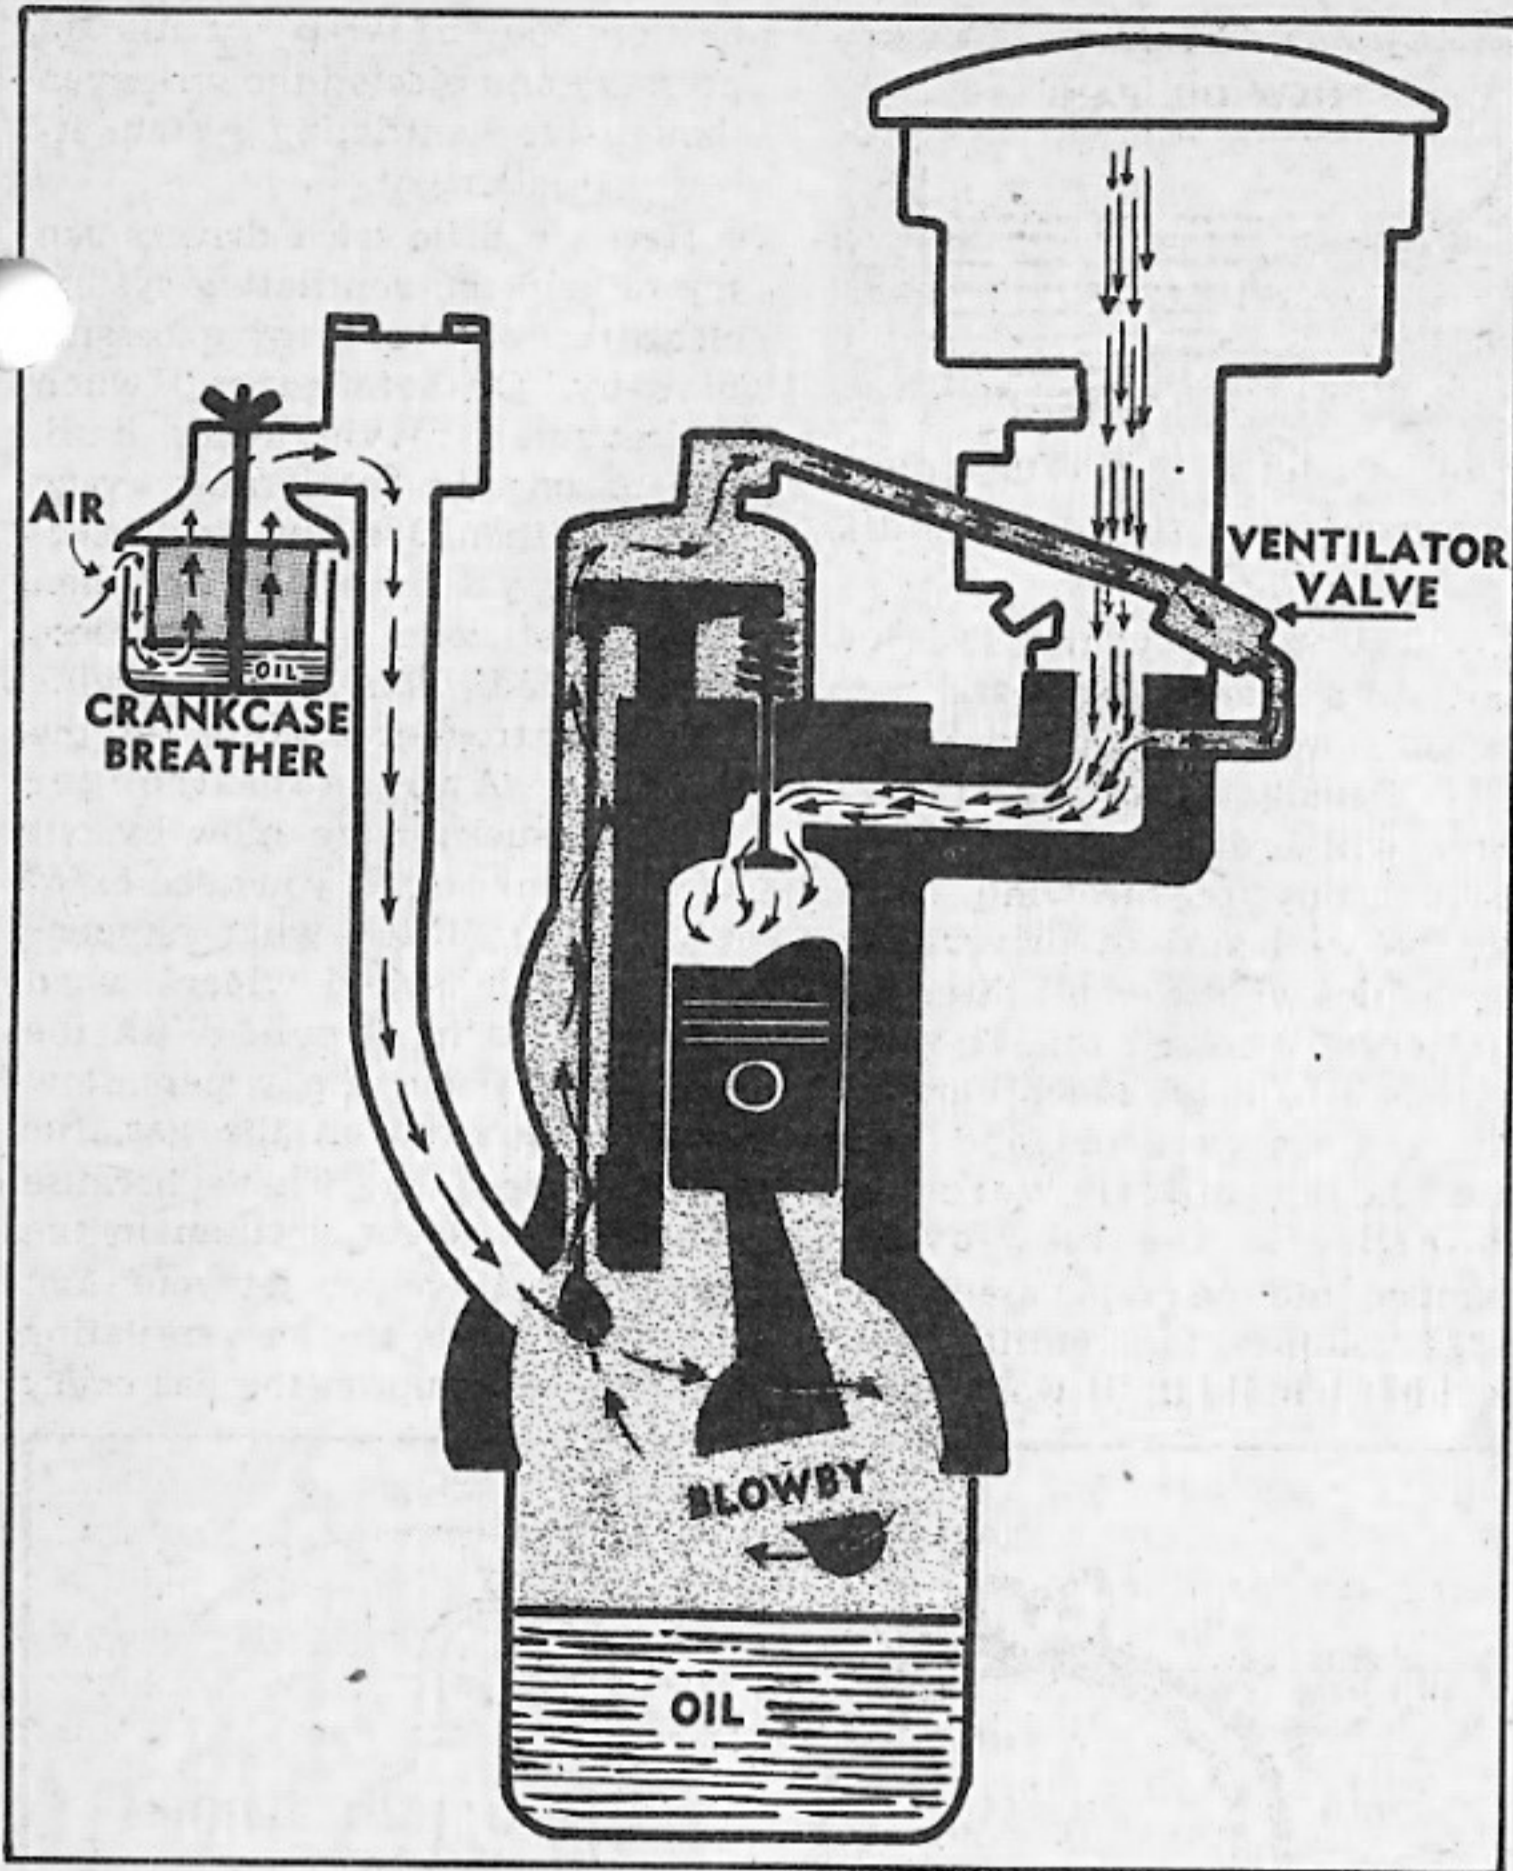 AIR
OIL
CRANKCASE
BREATHER
VENTILATOR
VALVE
BLOWBY
OIL